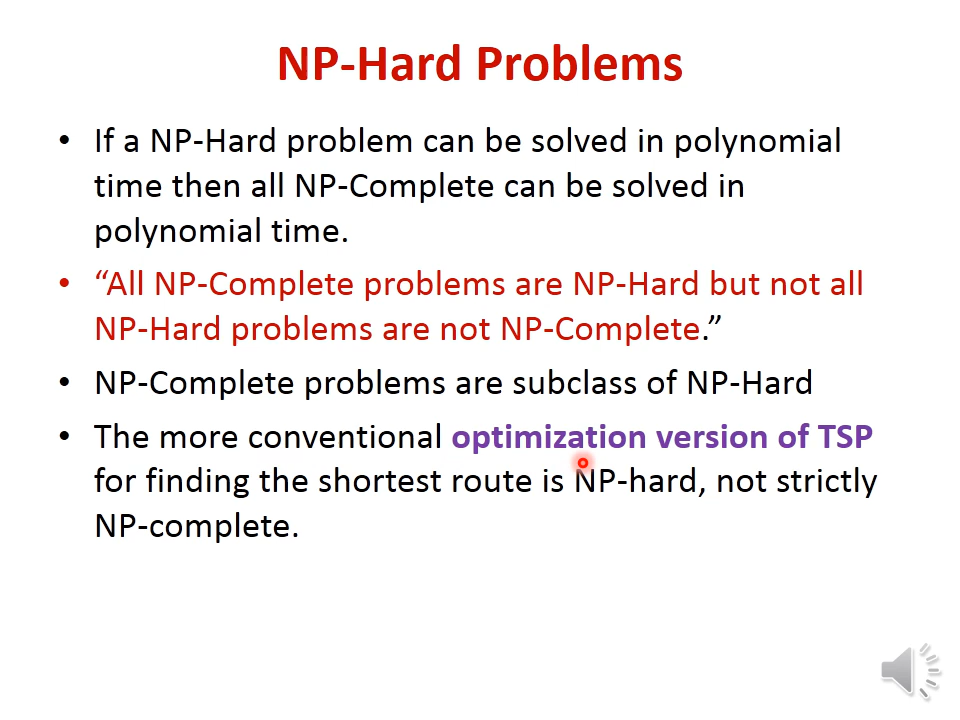 NP-Hard Problems
• If a NP-Hard problem can be solved in polynomial
time then all NP-Complete can be solved in
polynomial time.
• “All NP-Complete problems are NP-Hard but not all
NP-Hard problems are not NP-Complete.”
• NP-Complete problems are subclass of NP-Hard
• The more conventional optimization version of TSP
for finding the shortest route is NP-hard, not strictly
NP-complete.